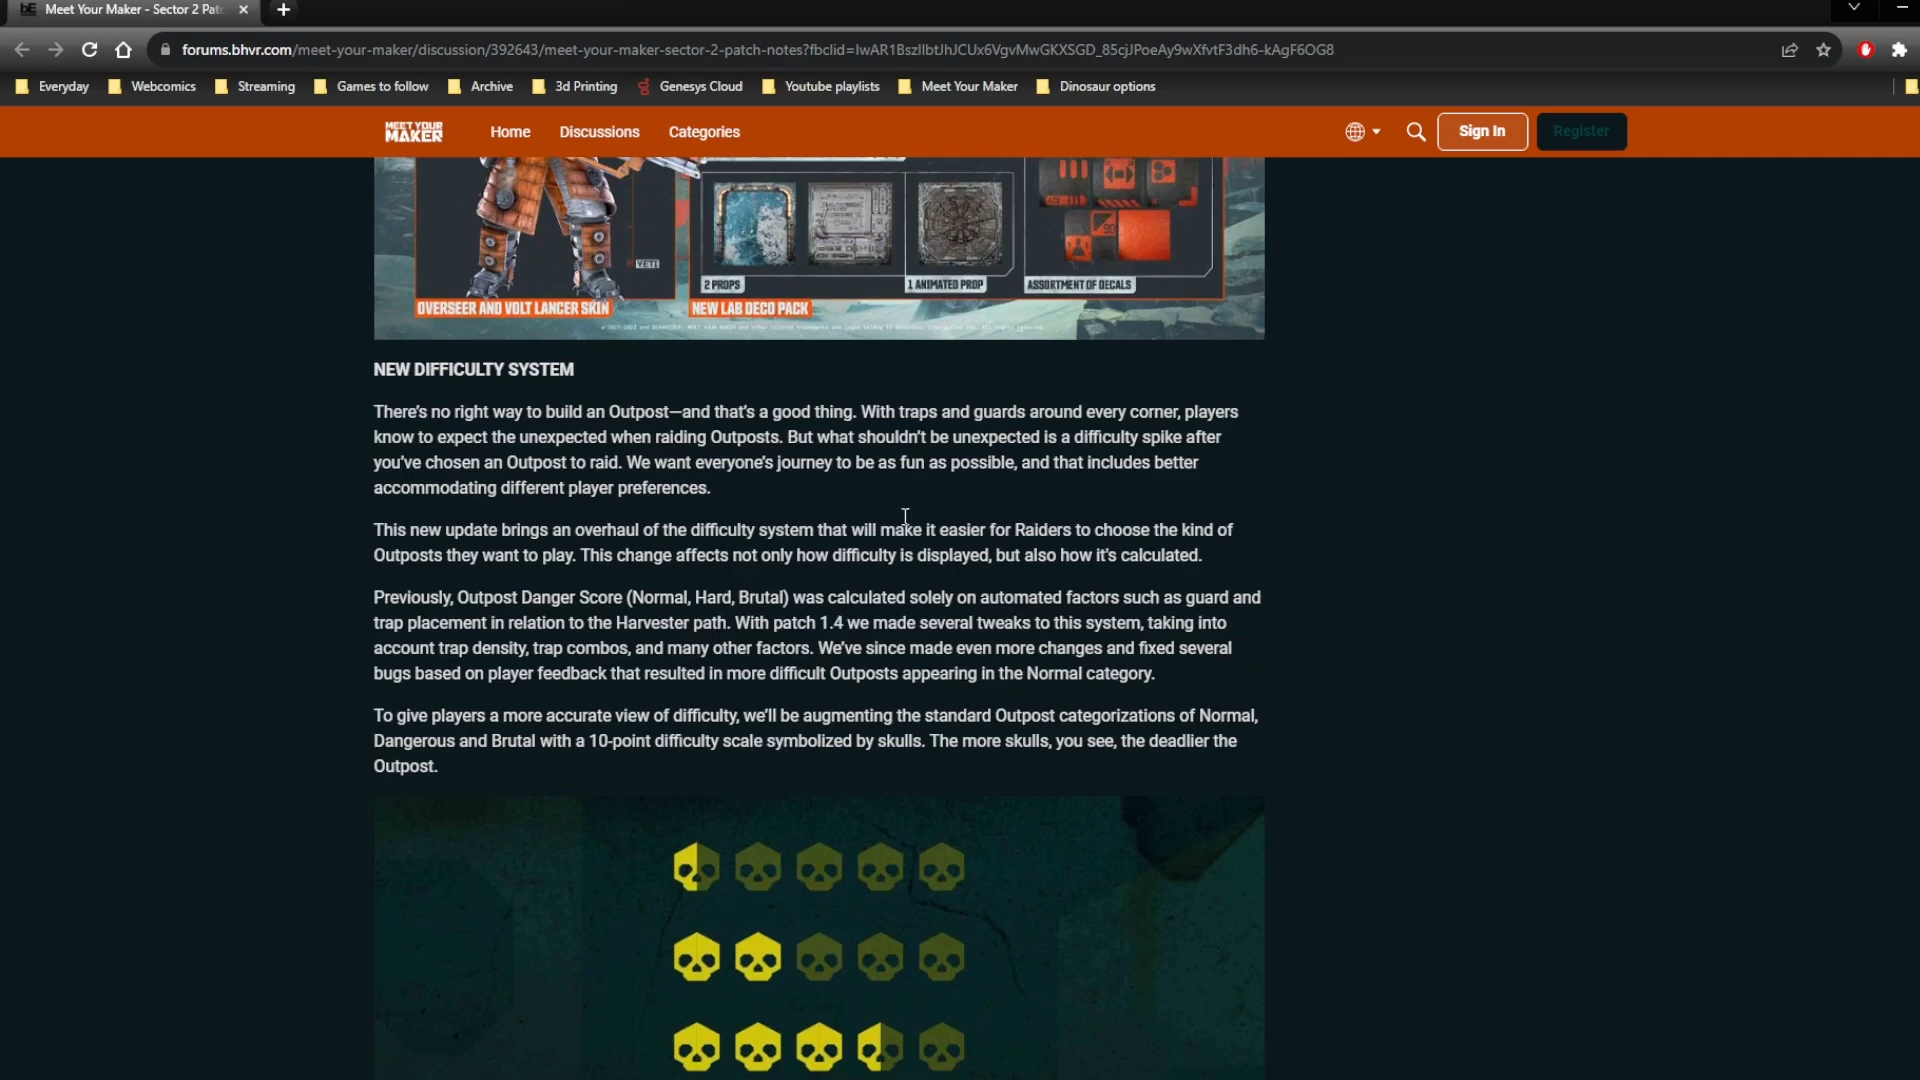 Meet Your Maker - Sector 2 Pat
forums.bhvr.com/meet-your-maker/discussion/392643/meet-your-maker-sector-2-patch-notes?fbclid=IwAR1BszIlbtJhJCUx6VgvMwGKXSGD_85cjJPoeAy9wXfvtF3dh6-kAgF6OG8
Everyday Webcomics Streaming Games to follow Archive 3d Printing Genesys Cloud Youtube playlists Meet Your Maker Dinosaur options
MEET YOUR
MAKER
Home Discussions Categories Sign In Register
YETI
2 PROPS 1 ANIMATED PROP ASSORTMENT OF DECALS
OVERSEER AND VOLT LANCER SKIN NEW LAB DECO PACK
NEW DIFFICULTY SYSTEM
There's no right way to build an Outpost—and that's a good thing. With traps and guards around every corner, players
know to expect the unexpected when raiding Outposts. But what shouldn't be unexpected is a difficulty spike after
you've chosen an Outpost to raid. We want everyone's journey to be as fun as possible, and that includes better
accommodating different player preferences.
This new update brings an overhaul of the difficulty system that will make it easier for Raiders to choose the kind of
Outposts they want to play. This change affects not only how difficulty is displayed, but also how it's calculated.
Previously, Outpost Danger Score (Normal, Hard, Brutal) was calculated solely on automated factors such as guard and
trap placement in relation to the Harvester path. With patch 1.4 we made several tweaks to this system, taking into
account trap density, trap combos, and many other factors. We've since made even more changes and fixed several
bugs based on player feedback that resulted in more difficult Outposts appearing in the Normal category.
To give players a more accurate view of difficulty, we'll be augmenting the standard Outpost categorizations of Normal,
Dangerous and Brutal with a 10-point difficulty scale symbolized by skulls. The more skulls, you see, the deadlier the
Outpost.